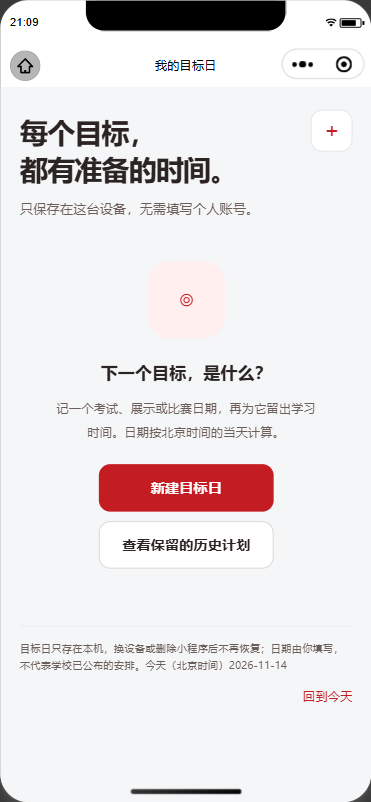 21:09
我的目标日
每个目标，
都有准备的时间。
+
只保存在这台设备，无需填写个人账号。
◎
下一个目标，是什么？
记一个考试、展示或比赛日期，再为它留出学习
时间。日期按北京时间的当天计算。
新建目标日
查看保留的历史计划
目标日只存在本机，换设备或删除小程序后不再恢复；日期由你填写，
不代表学校已公布的安排。今天（北京时间）2026-11-14
回到今天